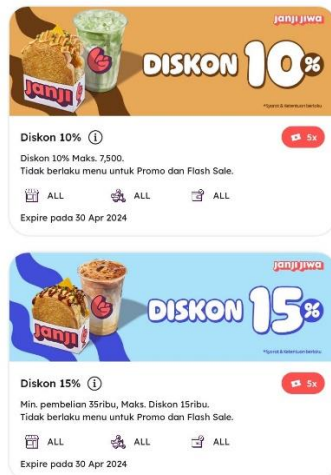 janji jiwa
DISKON 10%
janji
*Syarat & ketentuan berlaku
Diskon 10%
5x
Diskon 10% Maks. 7,500.
Tidak berlaku menu untuk Promo dan Flash Sale.
ALL ALL ALL
Expire pada 30 Apr 2024
janji jiwa
DISKON 15%
janji
*Syarat & ketentuan berlaku
Diskon 15%
5x
Min. pembelian 35ribu, Maks. Diskon 15ribu.
Tidak berlaku menu untuk Promo dan Flash Sale.
ALL ALL ALL
Expire pada 30 Apr 2024